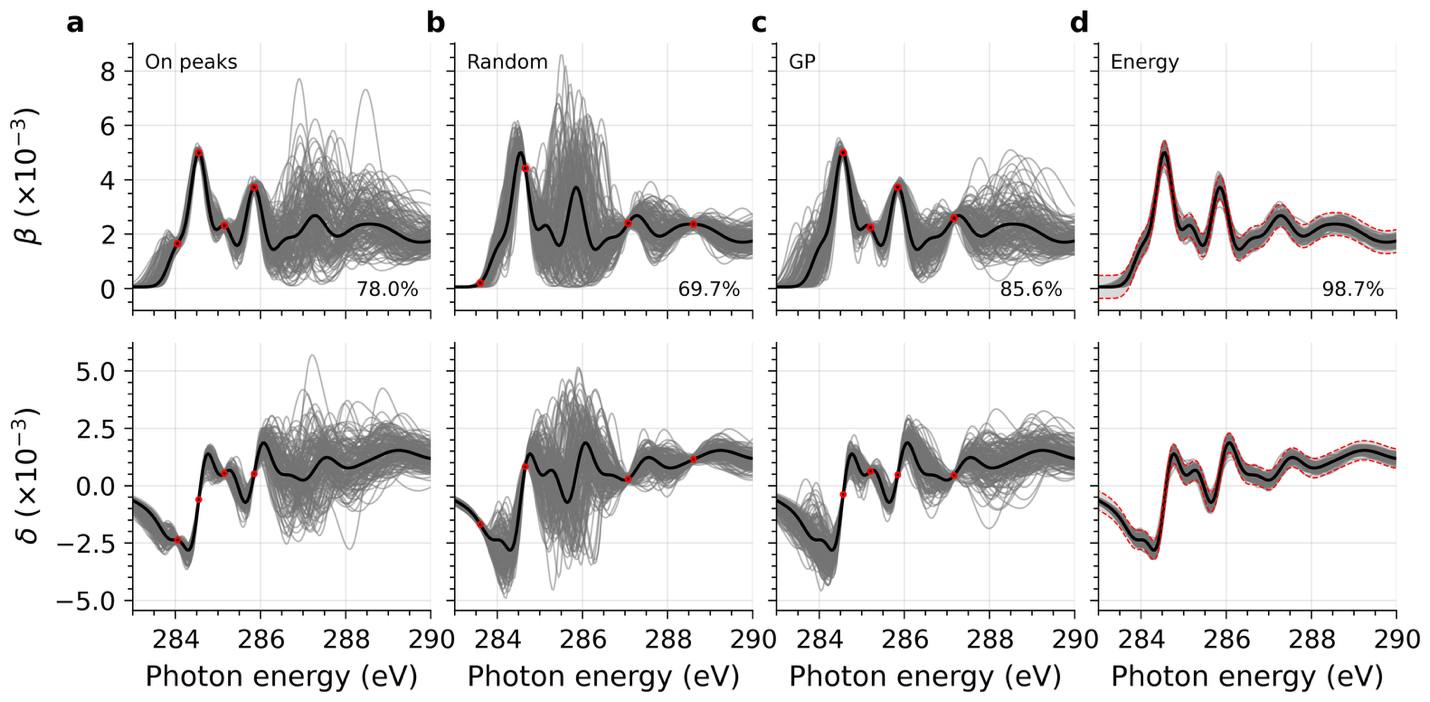 a b c d
On peaks Random GP Energy
β (×10⁻³)
8
6
4
2
0
78.0% 69.7% 85.6% 98.7%
δ (×10⁻³)
5.0
2.5
0.0
−2.5
−5.0
284 286 288 290 284 286 288 290 284 286 288 290 284 286 288 290
Photon energy (eV) Photon energy (eV) Photon energy (eV) Photon energy (eV)